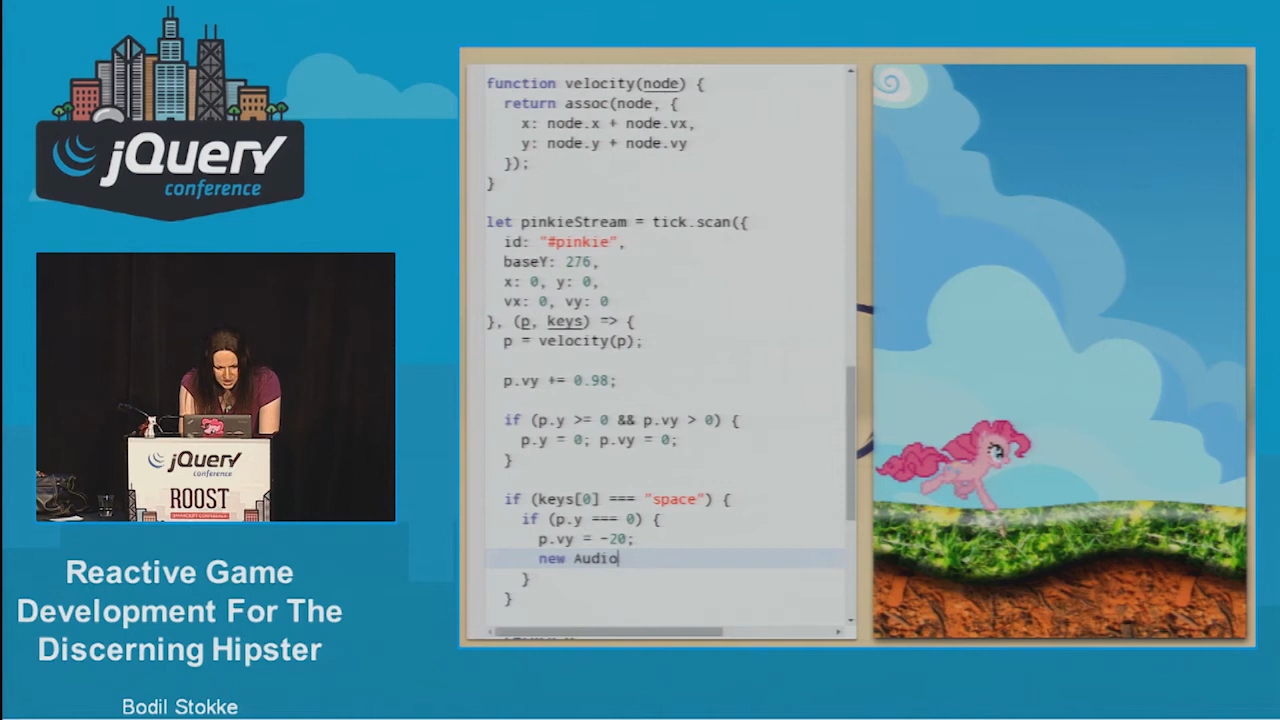 jQuery
conference
jQuery
conference
ROOST
Reactive Game
Development For The
Discerning Hipster
Bodil Stokke
function velocity(node) {
return assoc(node, {
x: node.x + node.vx,
y: node.y + node.vy
});
}
let pinkieStream = tick.scan({
id: "#pinkie",
baseY: 276,
x: 0, y: 0,
vx: 0, vy: 0
}, (p, keys) => {
p = velocity(p);
p.vy += 0.98;
if (p.y >= 0 && p.vy > 0) {
p.y = 0; p.vy = 0;
}
if (keys[0] === "space") {
if (p.y === 0) {
p.vy = -20;
new Audio
}
}